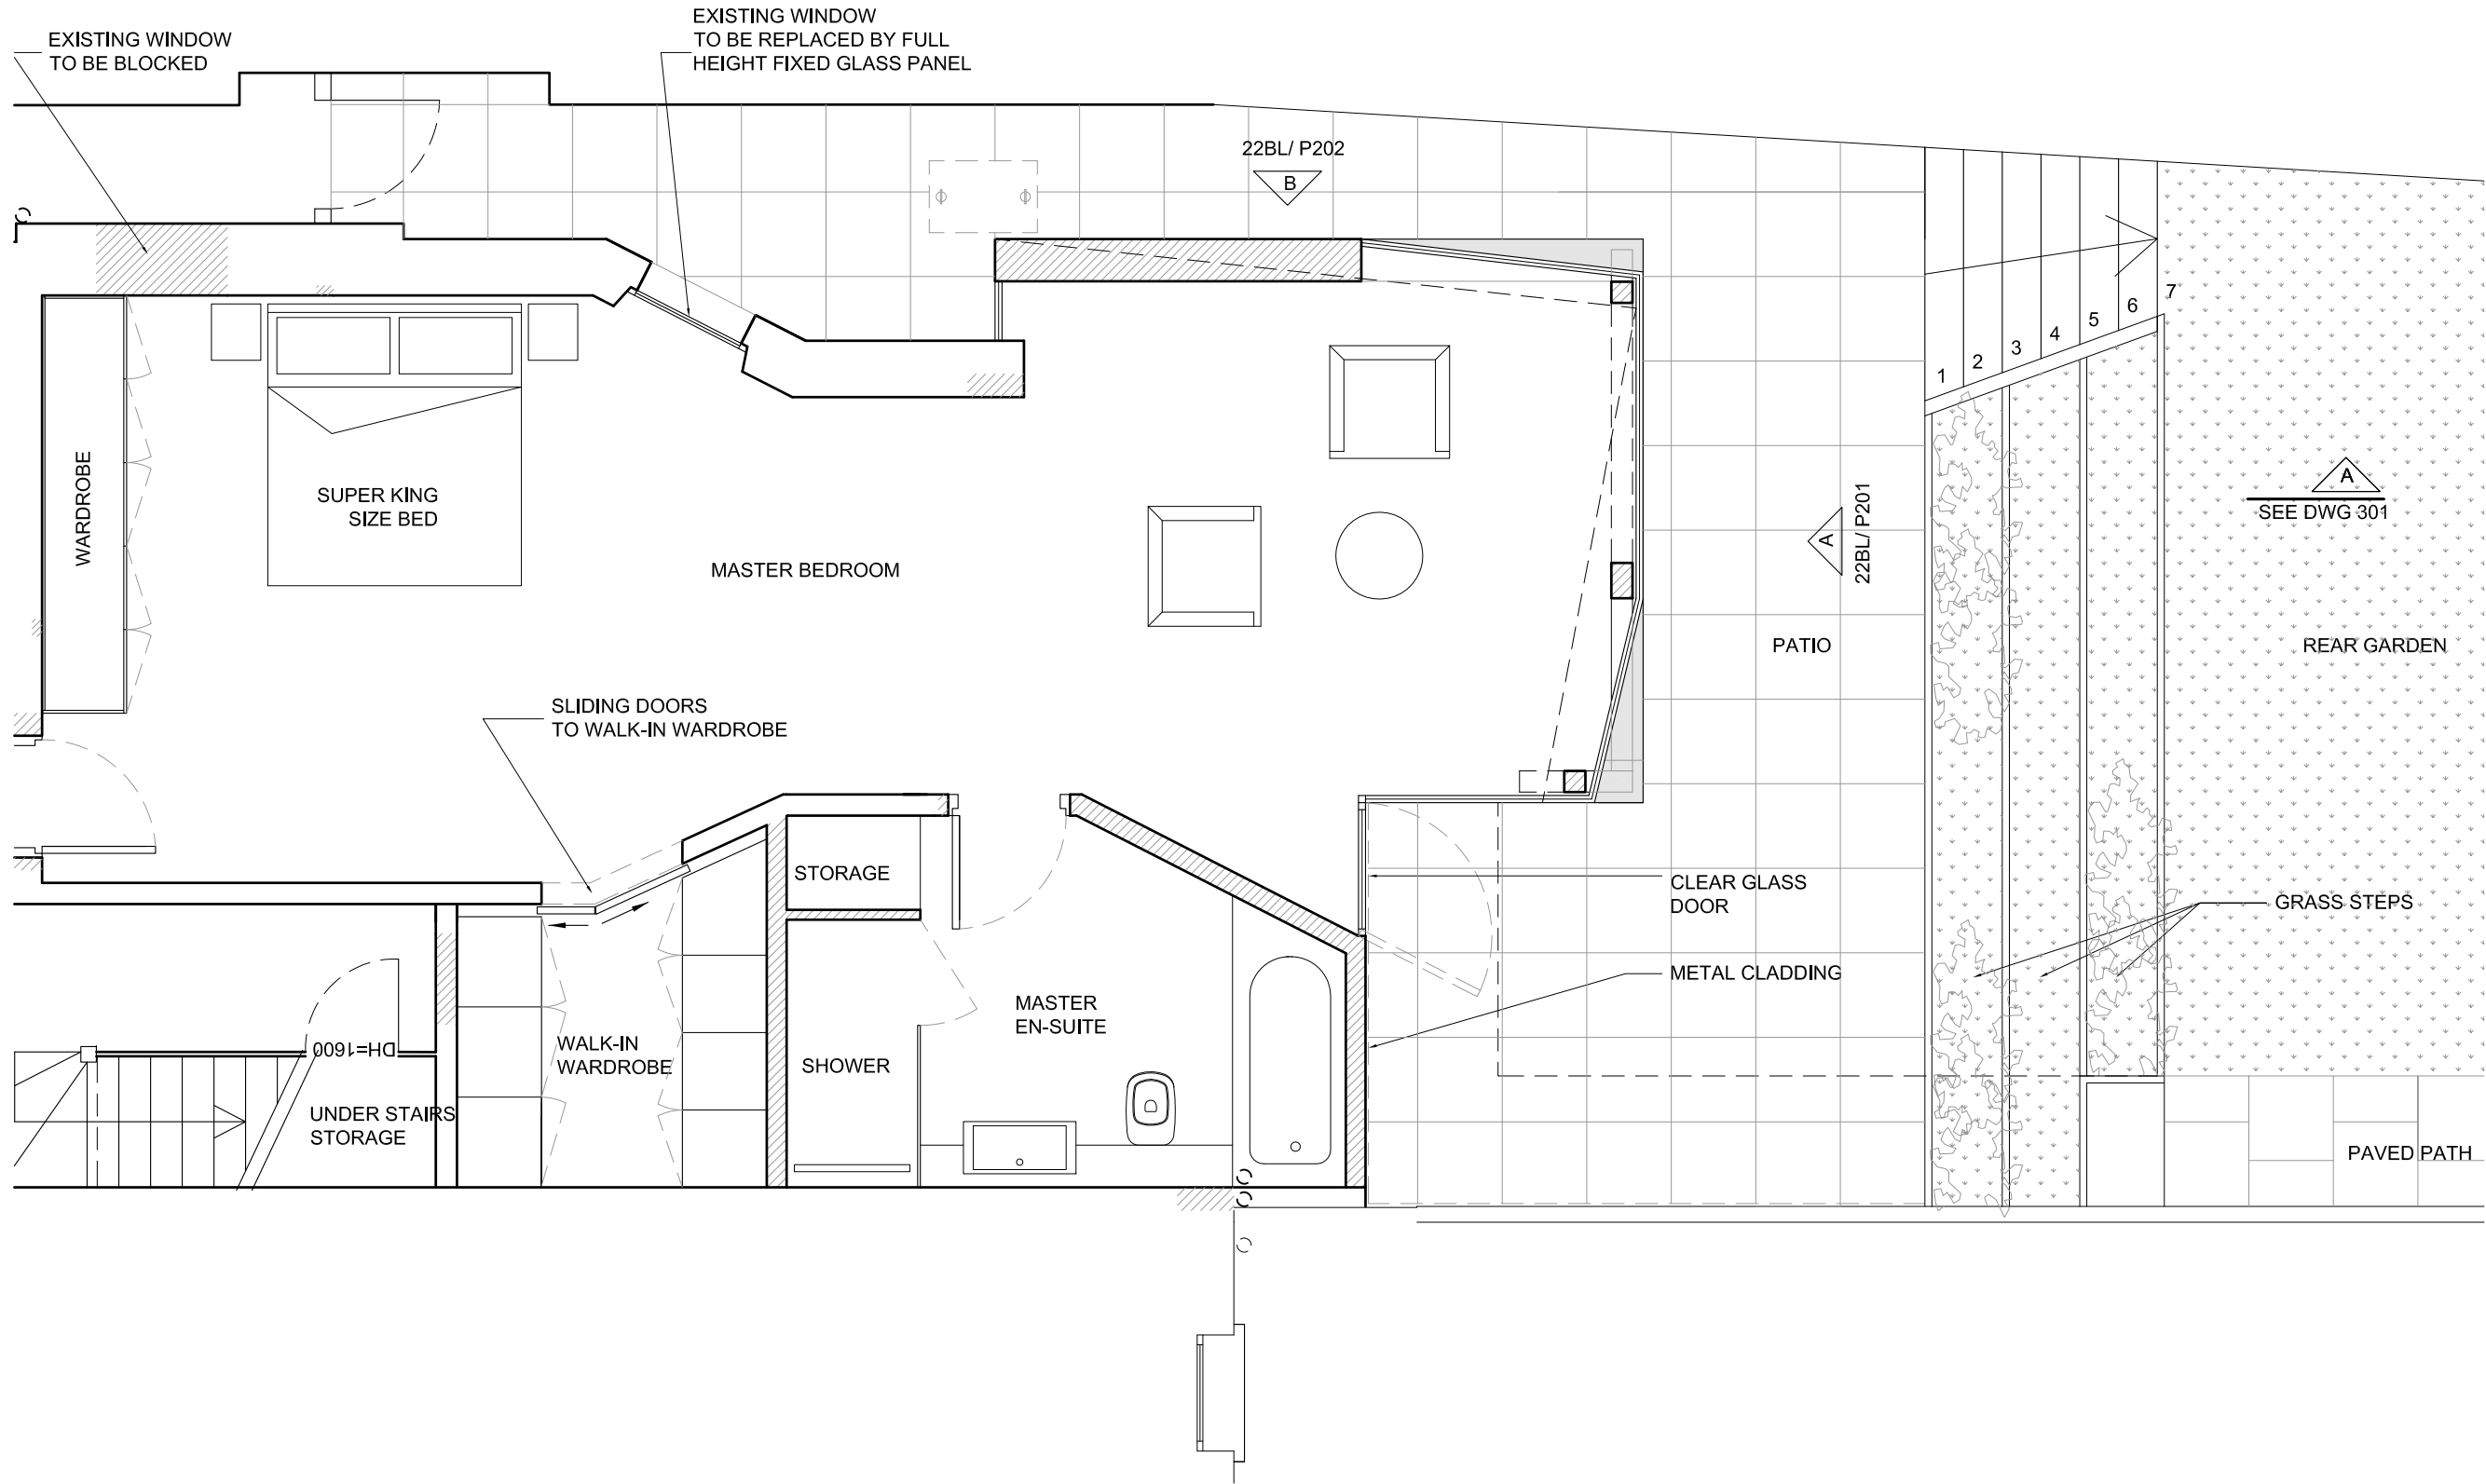 EXISTING WINDOW
TO BE BLOCKED
EXISTING WINDOW
TO BE REPLACED BY FULL
HEIGHT FIXED GLASS PANEL
22BL/ P202
B
1
2
3
4
5
6
7
WARDROBE
SUPER KING
SIZE BED
MASTER BEDROOM
A
22BL/ P201
A
SEE DWG 301
PATIO
REAR GARDEN
SLIDING DOORS
TO WALK-IN WARDROBE
STORAGE
CLEAR GLASS
DOOR
GRASS STEPS
METAL CLADDING
MASTER
EN-SUITE
DH=1600
WALK-IN
WARDROBE
SHOWER
UNDER STAIRS
STORAGE
PAVED PATH